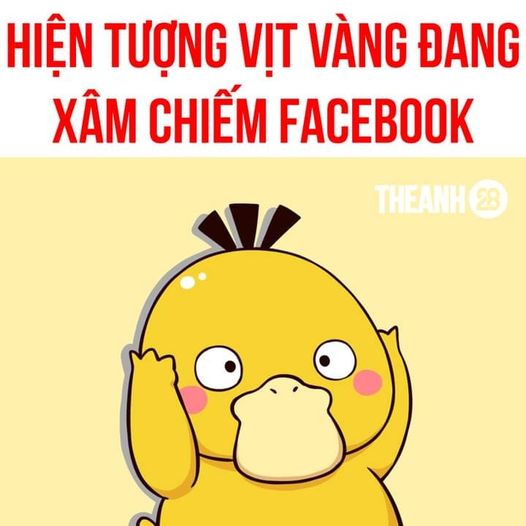 HIỆN TƯỢNG VỊT VÀNG ĐANG
XÂM CHIẾM FACEBOOK
THEANH 28